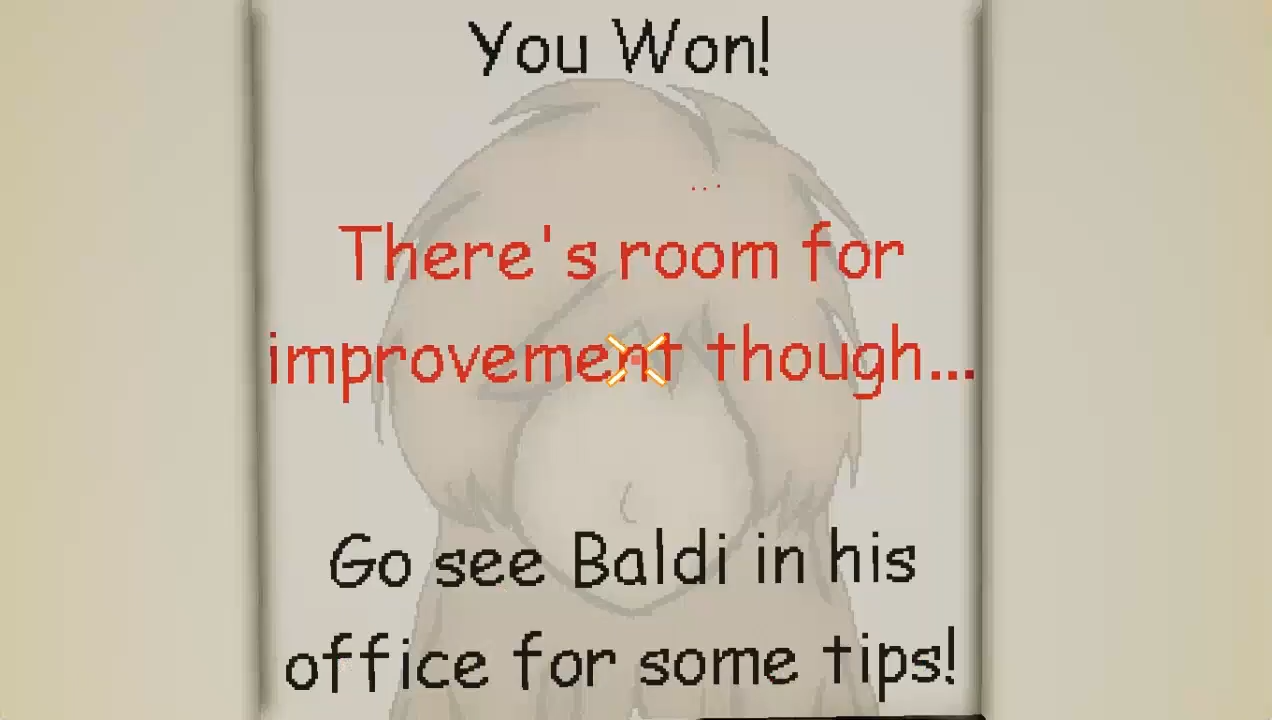 You Won!
...
There's room for
improvement though...
Go see Baldi in his
office for some tips!